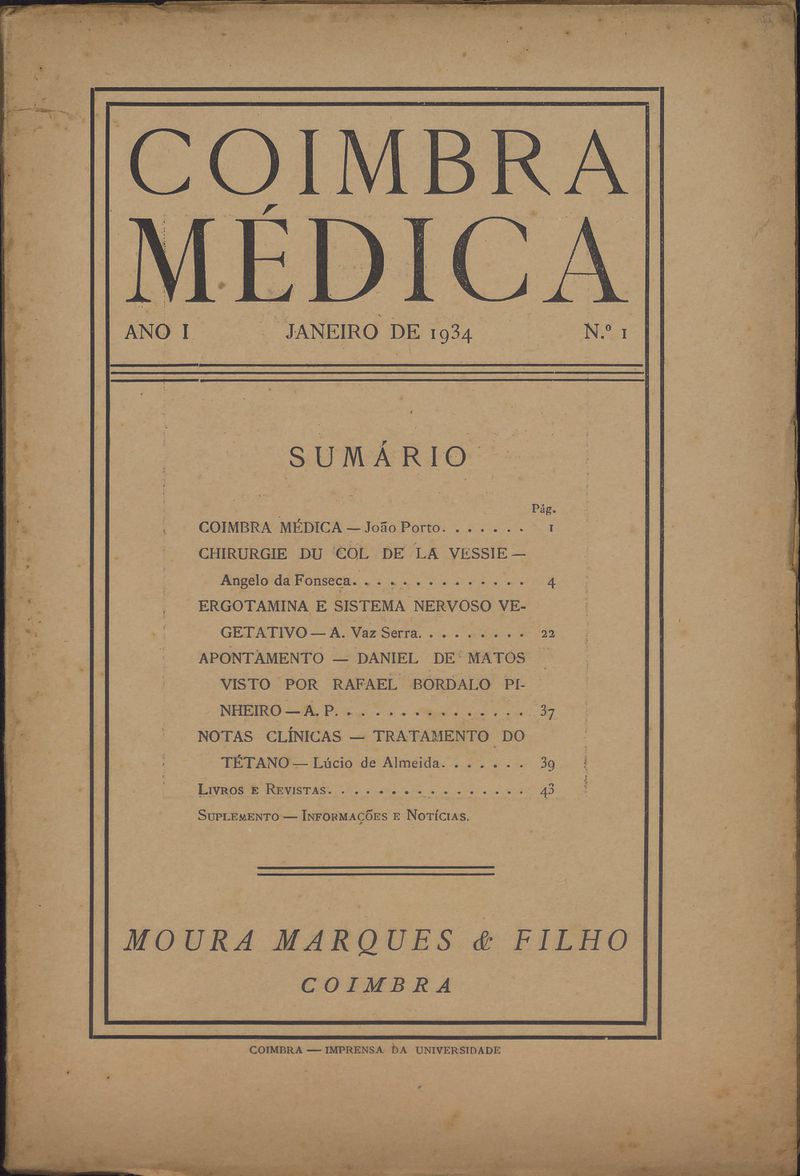 COIMBRA
MÉDICA
ANO I JANEIRO DE 1934 N.º 1
SUMÁRIO
Pág.
COIMBRA MÉDICA — João Porto. . . . . . . 1
CHIRURGIE DU COL DE LA VESSIE —
Angelo da Fonseca. . . . . . . . . . . . . . 4
ERGOTAMINA E SISTEMA NERVOSO VE-
GETATIVO — A. Vaz Serra. . . . . . . . . 22
APONTAMENTO — DANIEL DE MATOS
VISTO POR RAFAEL BORDALO PI-
NHEIRO — A. P. . . . . . . . . . . . . . . 37
NOTAS CLÍNICAS — TRATAMENTO DO
TÉTANO — Lúcio de Almeida. . . . . . . 39
LIVROS E REVISTAS. . . . . . . . . . . . . . . . 43
SUPLEMENTO — INFORMAÇÕES E NOTÍCIAS.
MOURA MARQUES & FILHO
COIMBRA
COIMBRA — IMPRENSA DA UNIVERSIDADE